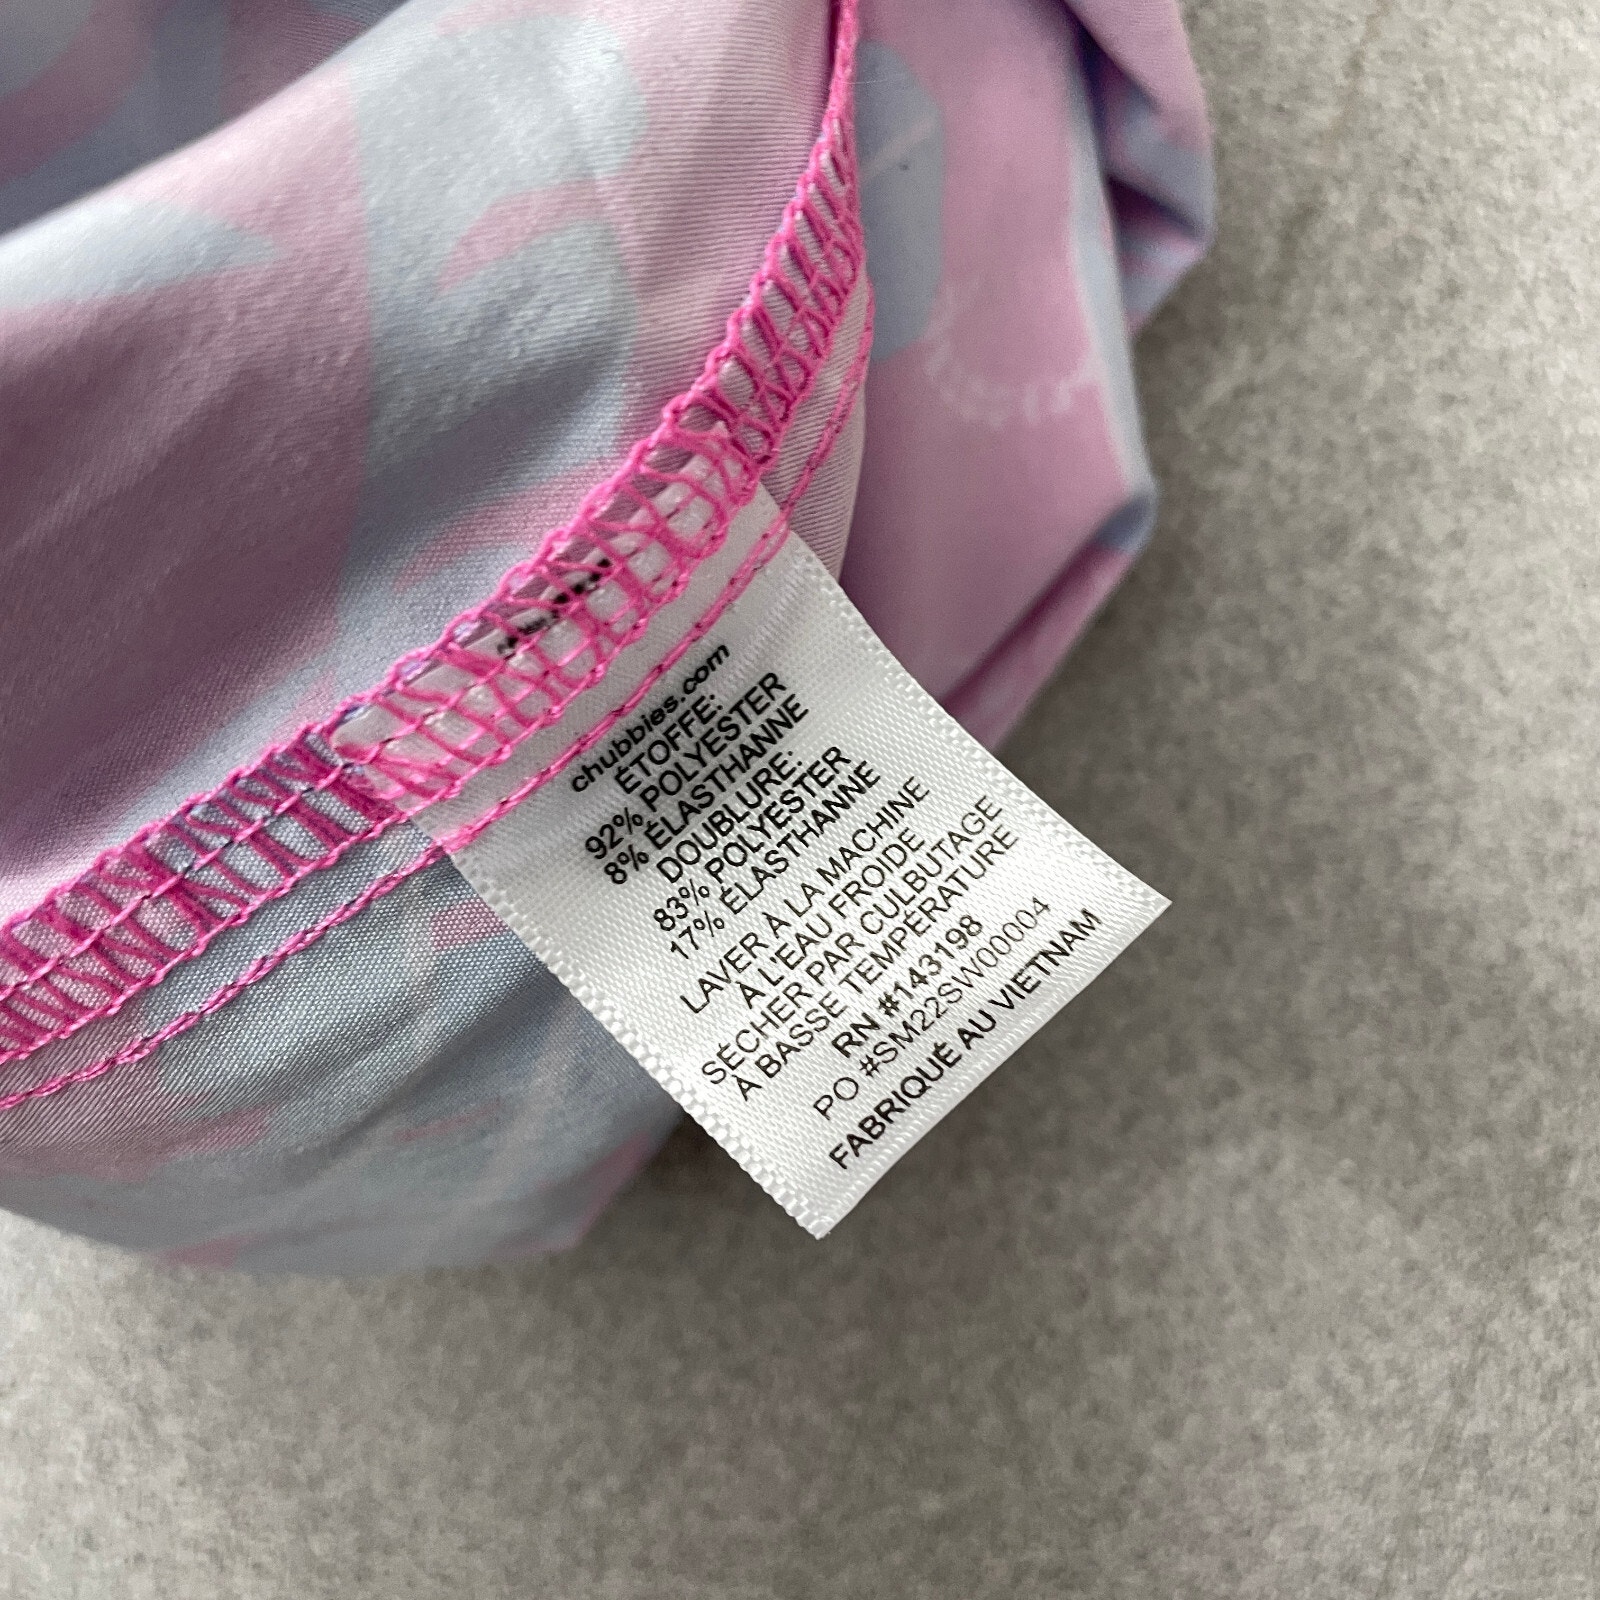 chubbies.com
ÉTOFFE:
92% POLYESTER
8% ÉLASTHANNE
DOUBLURE:
83% POLYESTER
17% ÉLASTHANNE
LAVER À LA MACHINE
À L'EAU FROIDE
SÉCHER PAR CULBUTAGE
À BASSE TEMPÉRATURE
RN #143198
PO #SM22SW00004
FABRIQUÉ AU VIETNAM